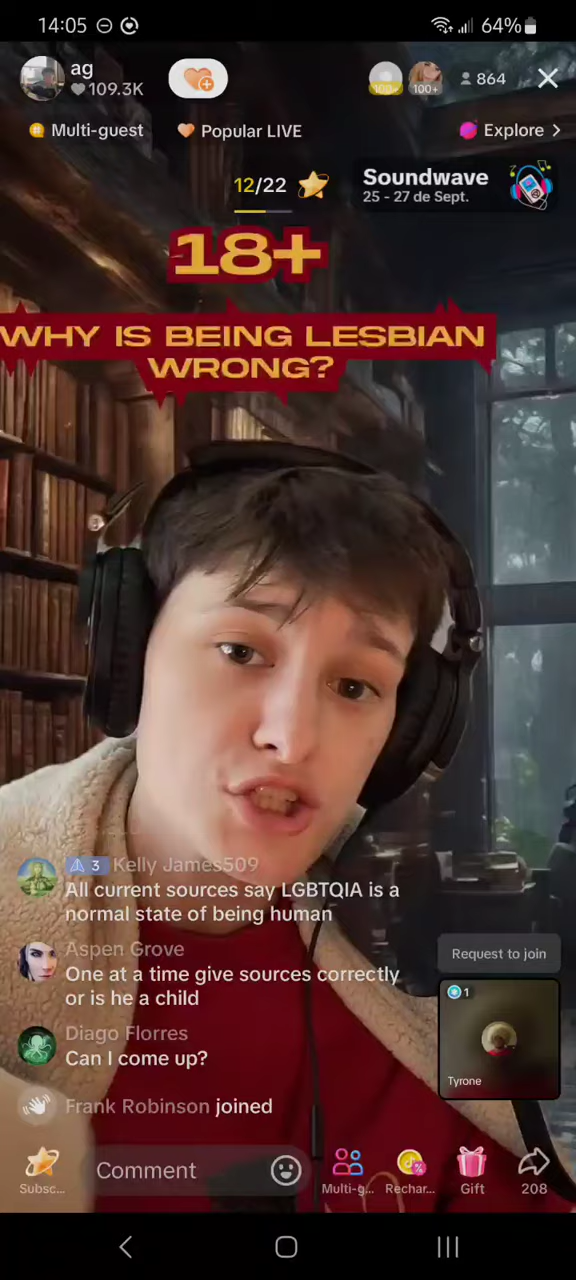 14:05
64%
ag
109.3K
100+
100+
864
Multi-guest
Popular LIVE
Explore
12/22
Soundwave
25 - 27 de Sept.
18+
WHY IS BEING LESBIAN
WRONG?
3 Kelly James509
All current sources say LGBTQIA is a
normal state of being human
Aspen Grove
One at a time give sources correctly
or is he a child
Diago Florres
Can I come up?
Frank Robinson joined
Request to join
1
Tyrone
Comment
Subsc...
Multi-g...
Rechar...
Gift
208